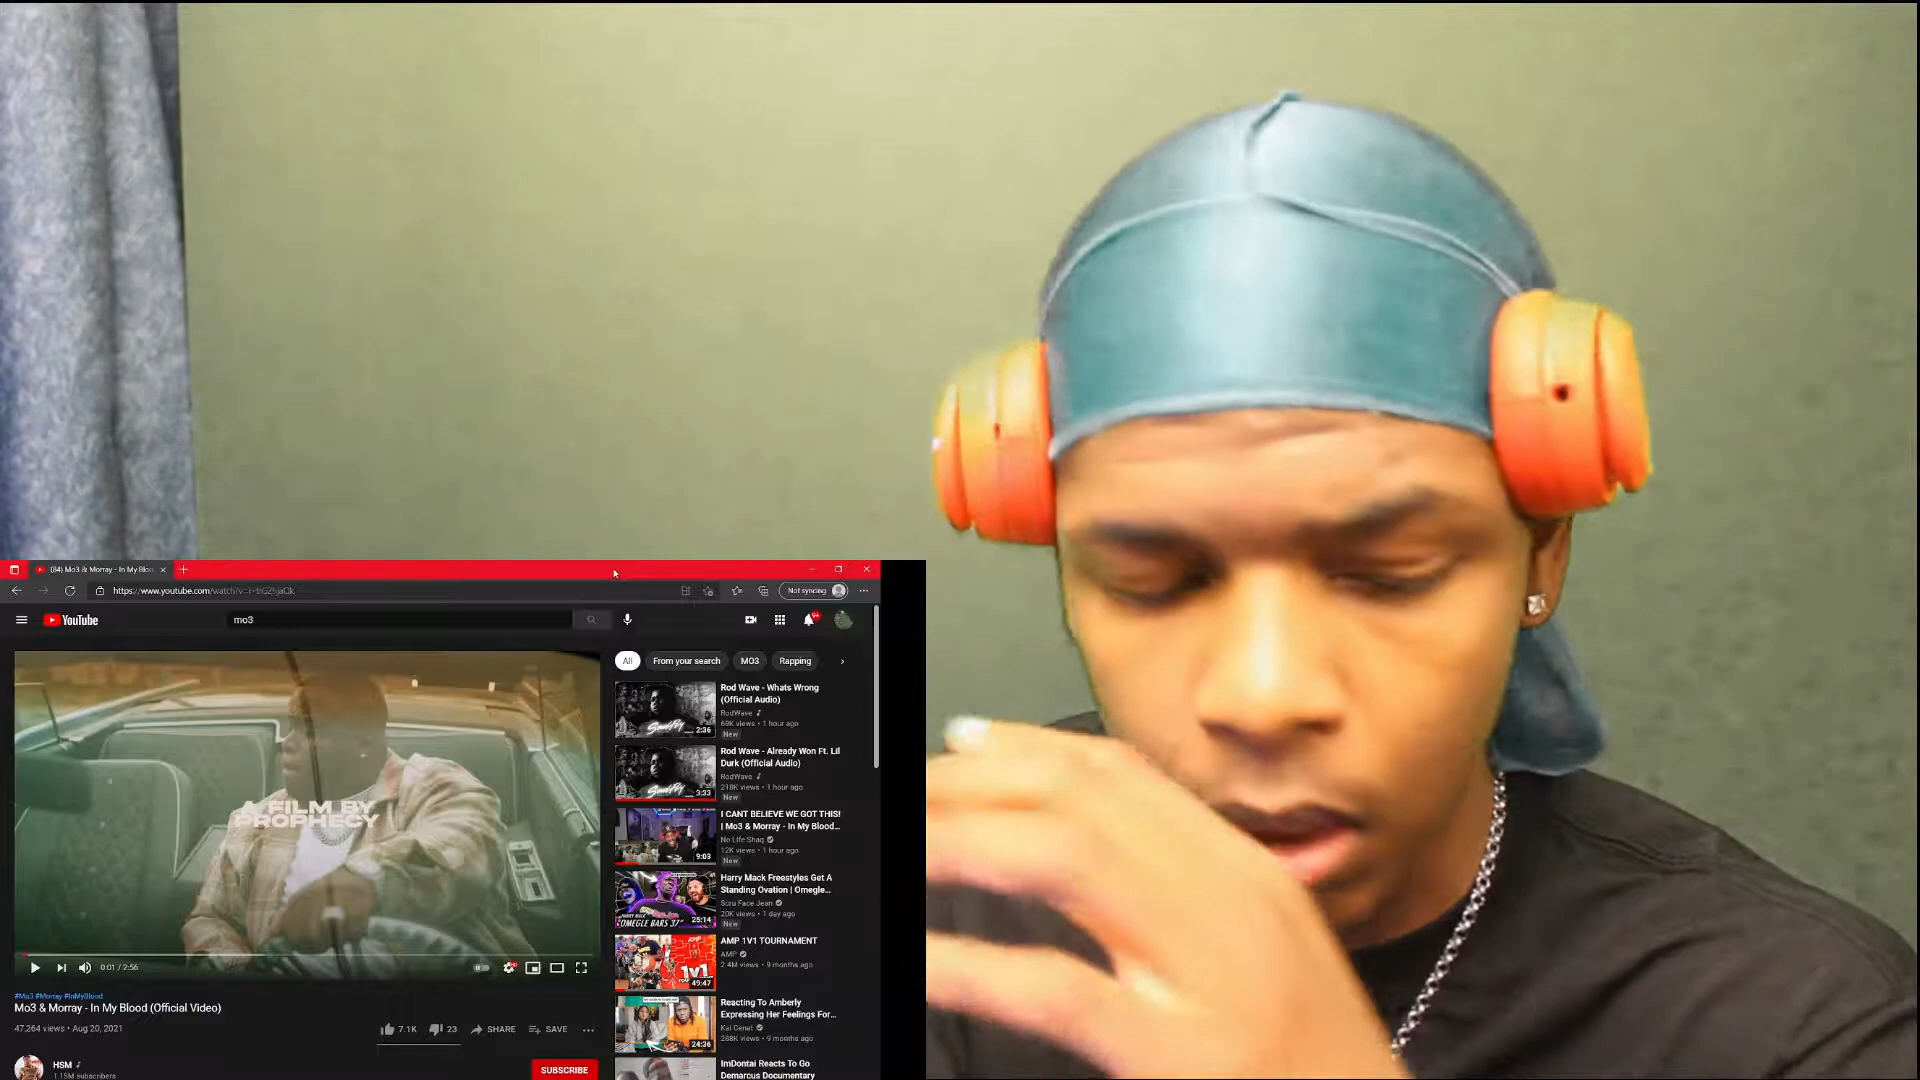 (84) Mo3 & Morray - In My Bloo
https://www.youtube.com/watch?v=
Not syncing
YouTube
mo3
9+
A FILM BY
PROPHECY
0:01 / 2:56
#Mo3 #Morray #InMyBlood
Mo3 & Morray - In My Blood (Official Video)
47,264 views • Aug 20, 2021
7.1K
23
SHARE
SAVE
HSM
1.15M subscribers
SUBSCRIBE
All
From your search
MO3
Rapping
Rod Wave - Whats Wrong
(Official Audio)
RodWave
69K views • 1 hour ago
New
2:36
Rod Wave - Already Won Ft. Lil
Durk (Official Audio)
RodWave
218K views • 1 hour ago
New
3:33
I CANT BELIEVE WE GOT THIS!
| Mo3 & Morray - In My Blood...
No Life Shaq
12K views • 1 hour ago
New
9:03
Harry Mack Freestyles Get A
Standing Ovation | Omegle...
Scru Face Jean
20K views • 1 day ago
New
HARRY MACK
"OMEGLE BARS 37"
25:14
AMP 1V1 TOURNAMENT
AMP
2.4M views • 9 months ago
1v1
49:47
Reacting To Amberly
Expressing Her Feelings For...
Kai Cenat
288K views • 9 months ago
24:36
ImDontai Reacts To Go
Demarcus Documentary